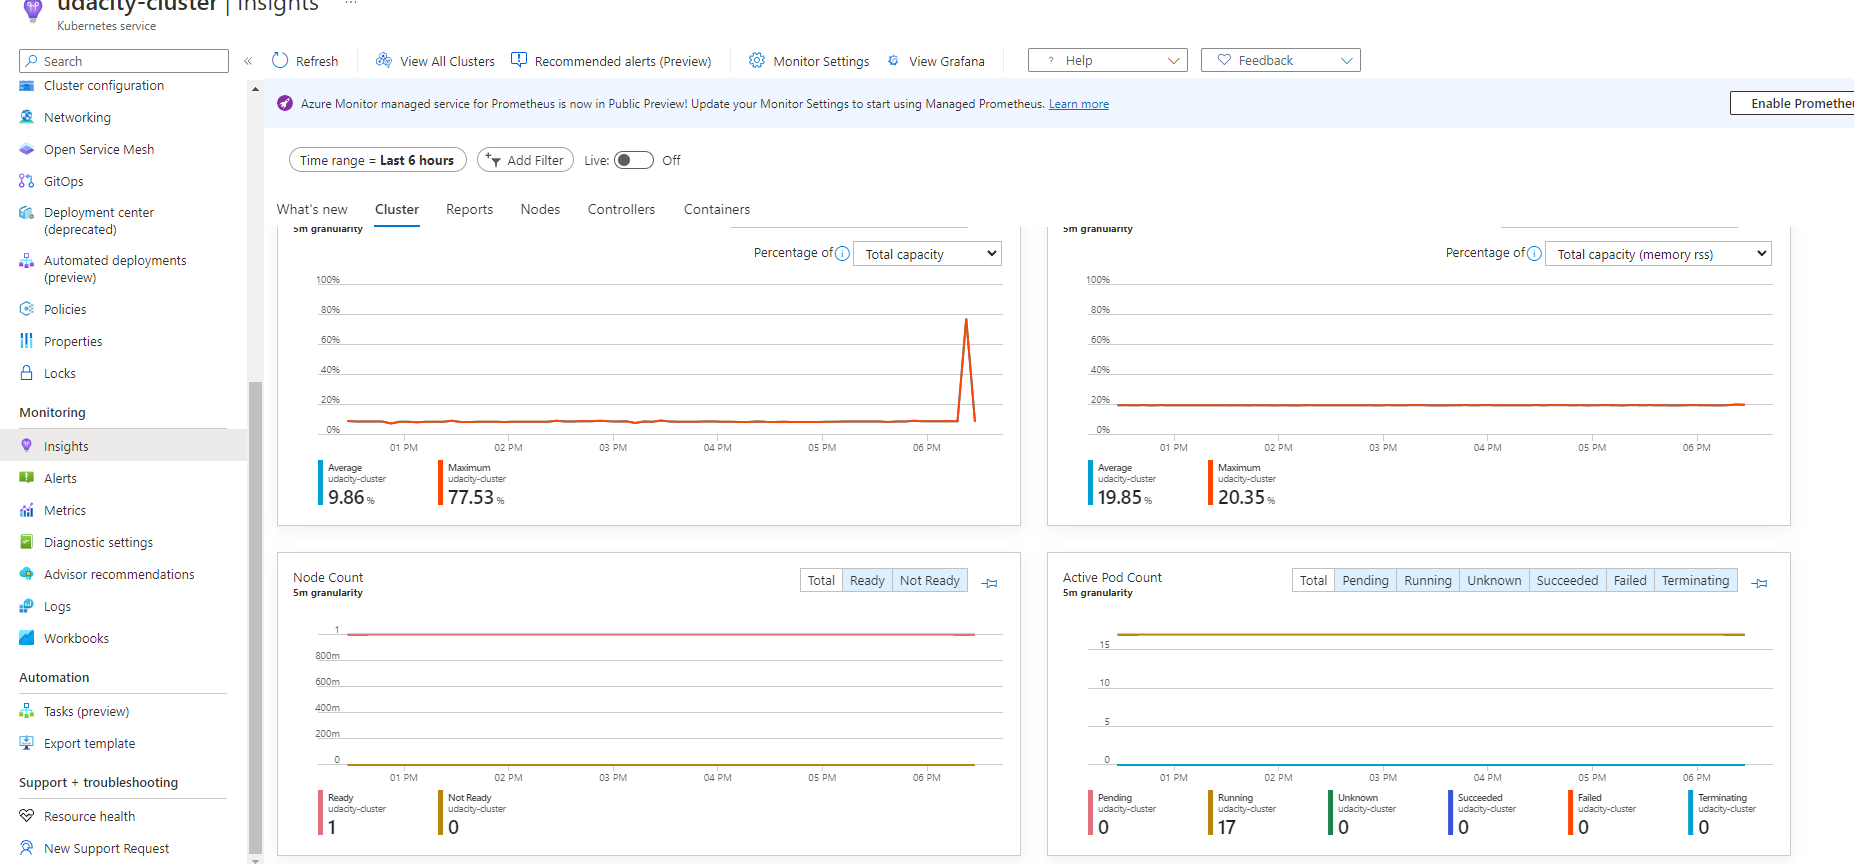 udacity-cluster | Insights ...
Kubernetes service
Search
«
Cluster configuration
Networking
Open Service Mesh
GitOps
Deployment center
(deprecated)
Automated deployments
(preview)
Policies
Properties
Locks
Monitoring
Insights
Alerts
Metrics
Diagnostic settings
Advisor recommendations
Logs
Workbooks
Automation
Tasks (preview)
Export template
Support + troubleshooting
Resource health
New Support Request
Refresh View All Clusters Recommended alerts (Preview) Monitor Settings View Grafana ? Help Feedback
Azure Monitor managed service for Prometheus is now in Public Preview! Update your Monitor Settings to start using Managed Prometheus. Learn more
Enable Prometheu
Time range = Last 6 hours Add Filter Live: Off
What's new Cluster Reports Nodes Controllers Containers
5m granularity
Percentage of Total capacity
100%
80%
60%
40%
20%
0%
01 PM 02 PM 03 PM 04 PM 05 PM 06 PM
Average Maximum
udacity-cluster udacity-cluster
9.86 % 77.53 %
5m granularity
Percentage of Total capacity (memory rss)
100%
80%
60%
40%
20%
0%
01 PM 02 PM 03 PM 04 PM 05 PM 06 PM
Average Maximum
udacity-cluster udacity-cluster
19.85 % 20.35 %
Node Count Total Ready Not Ready
5m granularity
1
800m
600m
400m
200m
0
01 PM 02 PM 03 PM 04 PM 05 PM 06 PM
Ready Not Ready
udacity-cluster udacity-cluster
1 0
Active Pod Count Total Pending Running Unknown Succeeded Failed Terminating
5m granularity
15
10
5
0
01 PM 02 PM 03 PM 04 PM 05 PM 06 PM
Pending Running Unknown Succeeded Failed Terminating
udacity-cluster udacity-cluster udacity-cluster udacity-cluster udacity-cluster udacity-cluster
0 17 0 0 0 0